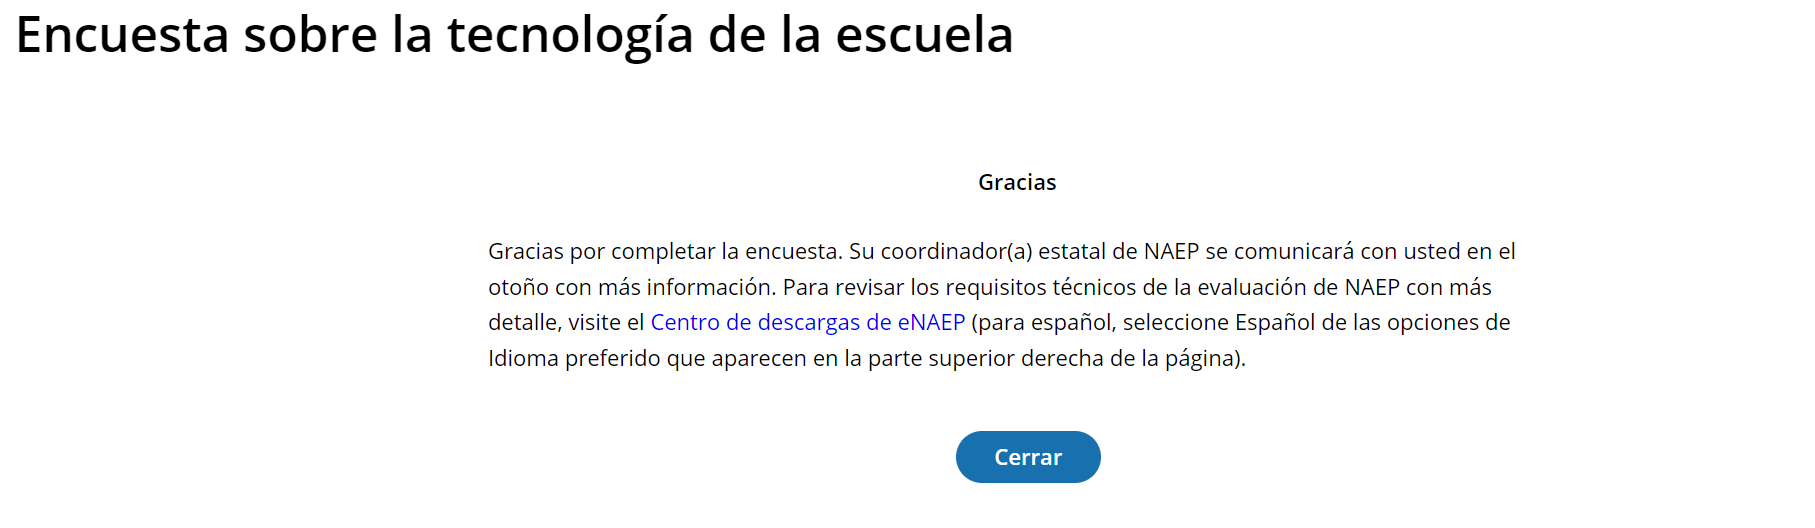 Encuesta sobre la tecnología de la escuela
Gracias
Gracias por completar la encuesta. Su coordinador(a) estatal de NAEP se comunicará con usted en el
otoño con más información. Para revisar los requisitos técnicos de la evaluación de NAEP con más
detalle, visite el Centro de descargas de eNAEP (para español, seleccione Español de las opciones de
Idioma preferido que aparecen en la parte superior derecha de la página).
Cerrar